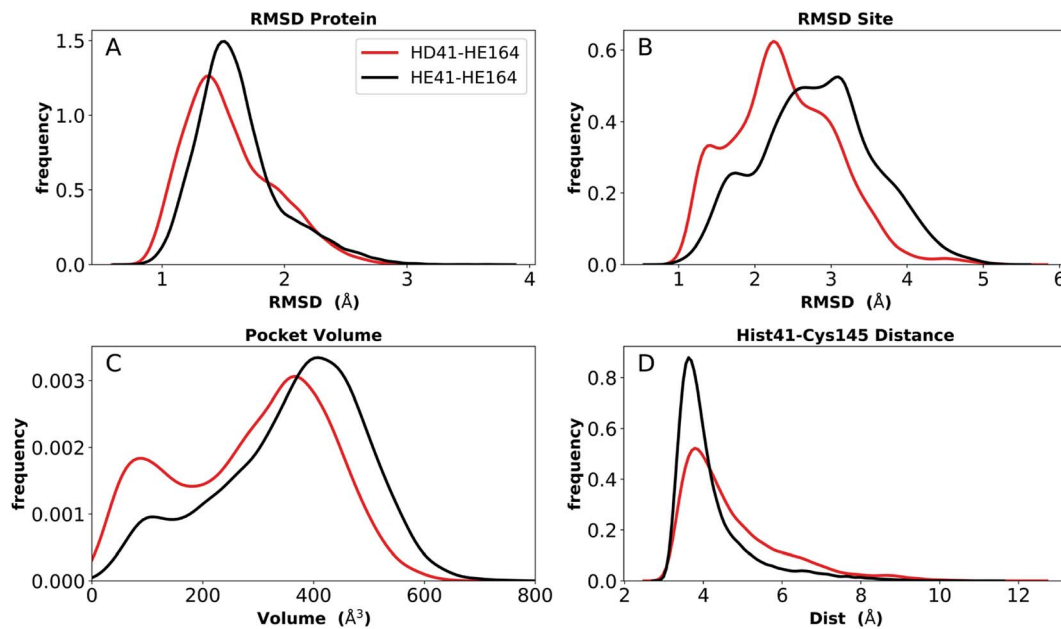 RMSD Protein
A
HD41-HE164
HE41-HE164
1.5
1.0
0.5
0.0
frequency
1 2 3 4
RMSD (Å)
RMSD Site
B
0.6
0.4
0.2
0.0
frequency
1 2 3 4 5 6
RMSD (Å)
Pocket Volume
C
0.003
0.002
0.001
0.000
frequency
0 200 400 600 800
Volume (Å³)
Hist41-Cys145 Distance
D
0.8
0.6
0.4
0.2
0.0
frequency
2 4 6 8 10 12
Dist (Å)